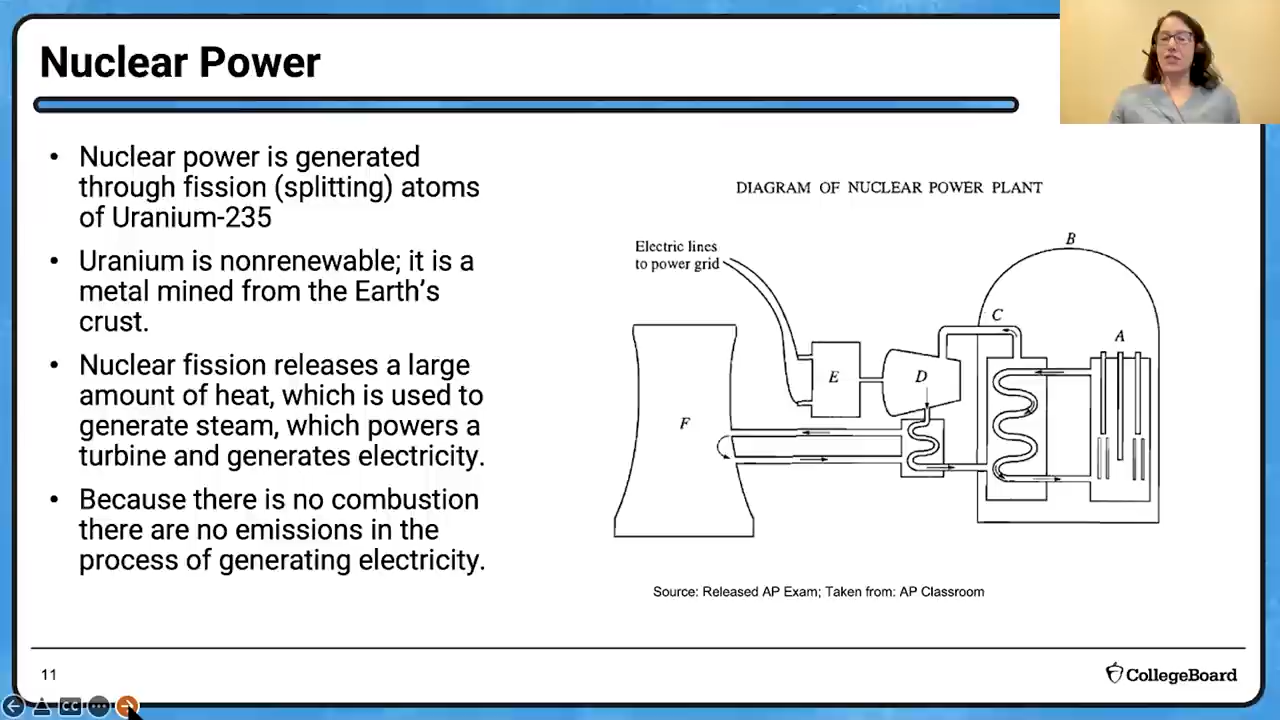 Nuclear Power
• Nuclear power is generated
through fission (splitting) atoms
of Uranium-235
• Uranium is nonrenewable; it is a
metal mined from the Earth’s
crust.
• Nuclear fission releases a large
amount of heat, which is used to
generate steam, which powers a
turbine and generates electricity.
• Because there is no combustion
there are no emissions in the
process of generating electricity.
DIAGRAM OF NUCLEAR POWER PLANT
Electric lines
to power grid
B
C
A
E
D
F
Source: Released AP Exam; Taken from: AP Classroom
11
CollegeBoard
CC